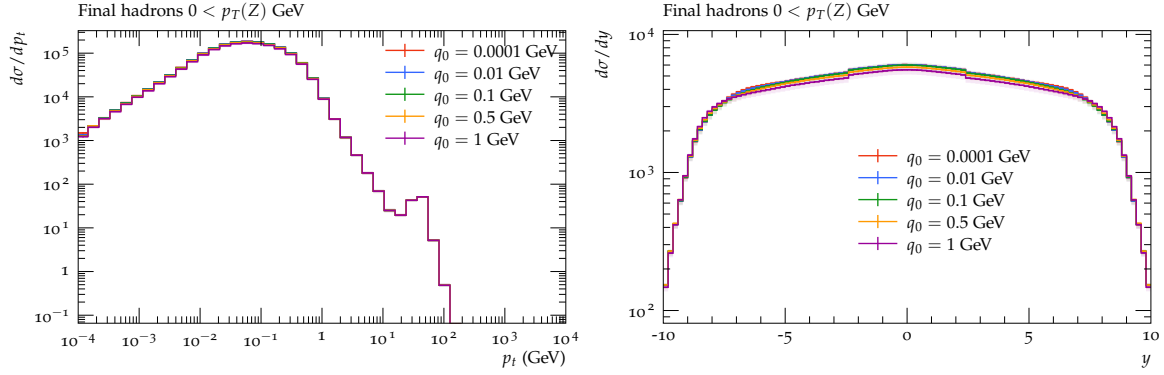 Final hadrons 0 < p_T(Z) GeV
dσ/dp_t
10^5
10^4
10^3
10^2
10^1
1
10^−1
q_0 = 0.0001 GeV
q_0 = 0.01 GeV
q_0 = 0.1 GeV
q_0 = 0.5 GeV
q_0 = 1 GeV
10^−4 10^−3 10^−2 10^−1 1 10^1 10^2 10^3 10^4
p_t (GeV)
Final hadrons 0 < p_T(Z) GeV
dσ/dy
10^4
10^3
10^2
q_0 = 0.0001 GeV
q_0 = 0.01 GeV
q_0 = 0.1 GeV
q_0 = 0.5 GeV
q_0 = 1 GeV
-10 -5 0 5 10
y